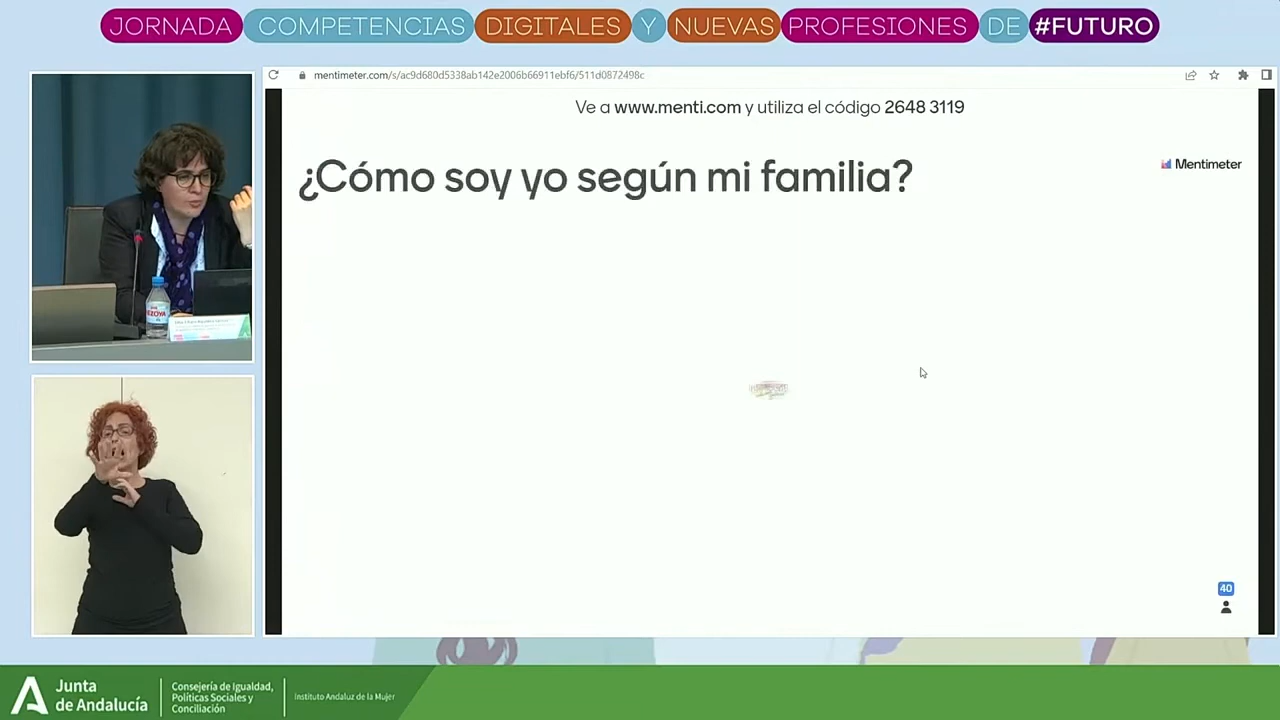 JORNADA COMPETENCIAS DIGITALES Y NUEVAS PROFESIONES DE #FUTURO
mentimeter.com/s/ac9d680d5338ab142e2006b66911ebf6/511d0872498c
Ve a www.menti.com y utiliza el código 2648 3119
¿Cómo soy yo según mi familia?
Mentimeter
40
Junta
de Andalucía
Consejería de Igualdad,
Políticas Sociales y
Conciliación
Instituto Andaluz de la Mujer